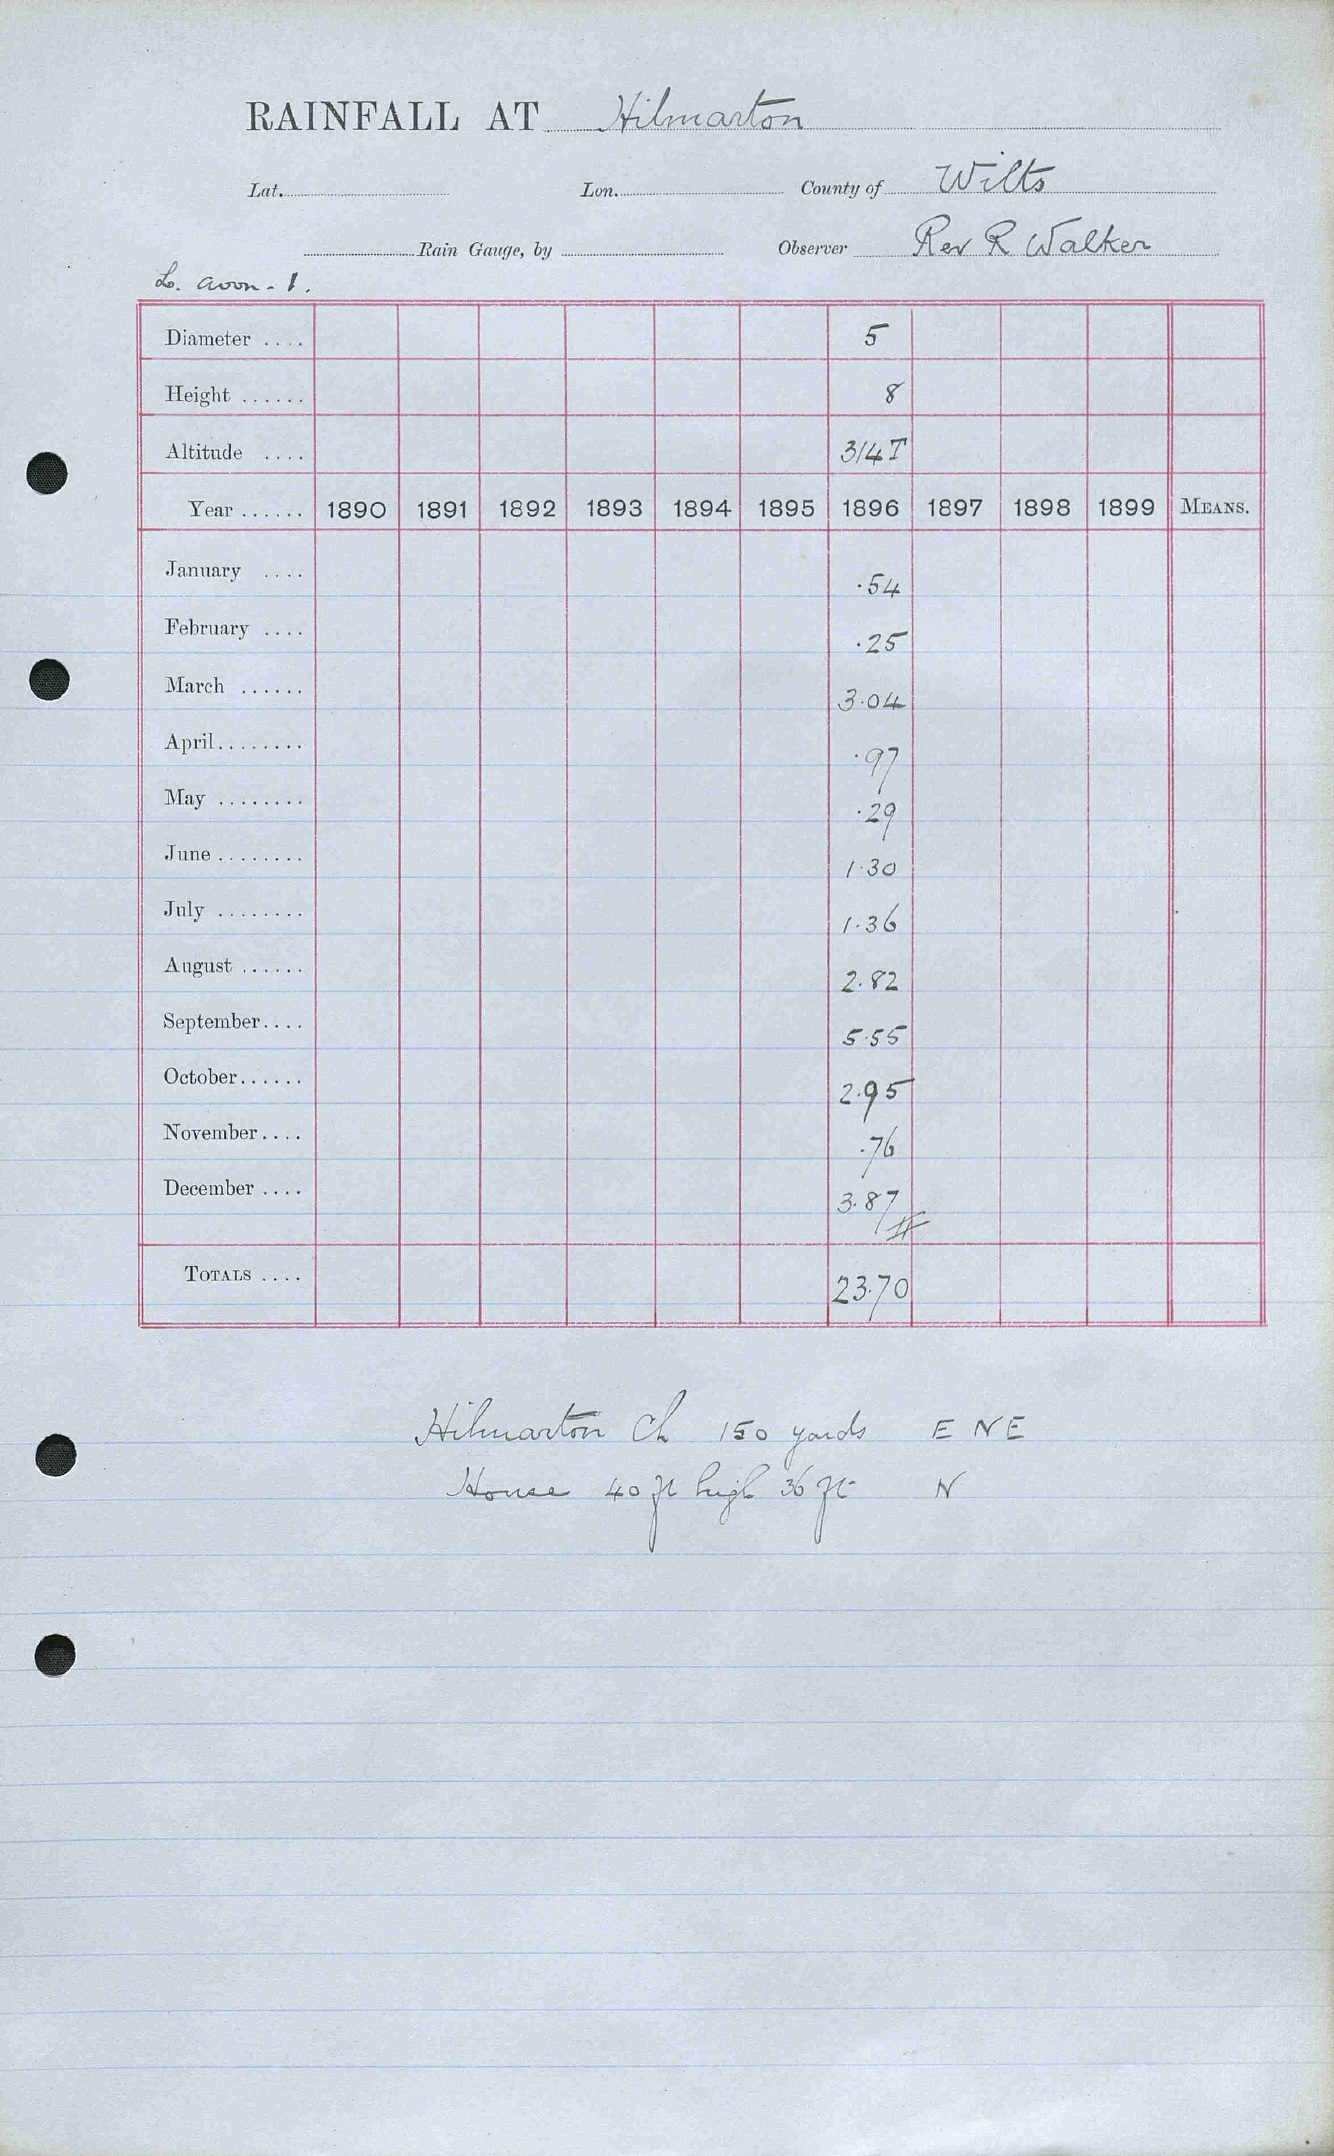 RAINFALL AT Hilmarton
Lat. Lon. County of Wilts
Rain Gauge, by Observer Rev R Walker
L. Avon - 1.
Diameter .... 5
Height ...... 8
Altitude .... 314T
Year ...... 1890 1891 1892 1893 1894 1895 1896 1897 1898 1899 MEANS.
January .... ·54
February .... ·25
March ...... 3·04
April........ ·97
May ........ ·29
June ........ 1·30
July ........ 1·36
August ...... 2.82
September.... 5·55
October...... 2.95
November.... .76
December .... 3.87
TOTALS .... 23.70
Hilmarton Ch 150 yards E N E
House 40 ft high 36 ft N